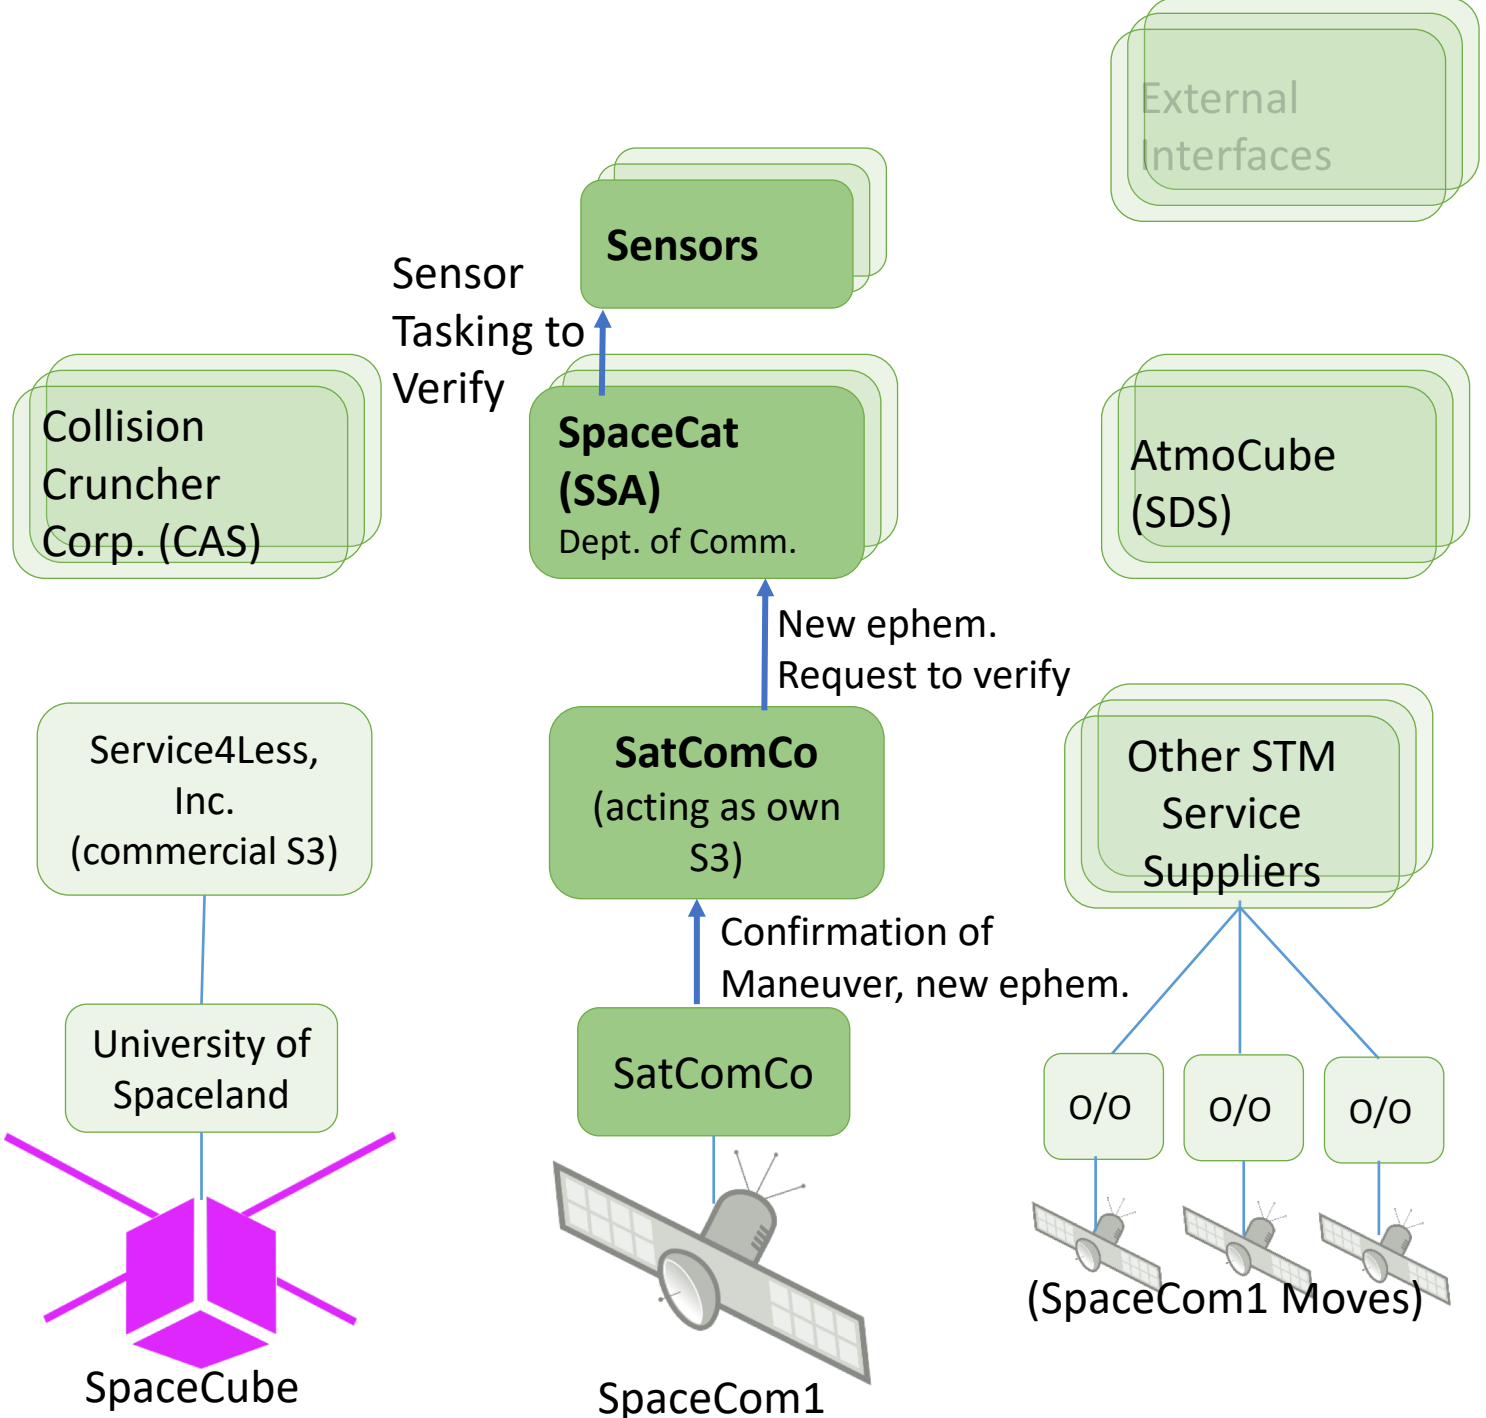 External
Interfaces
Sensors
Sensor
Tasking to
Verify
Collision
Cruncher
Corp. (CAS)
SpaceCat
(SSA)
Dept. of Comm.
AtmoCube
(SDS)
New ephem.
Request to verify
Service4Less,
Inc.
(commercial S3)
SatComCo
(acting as own
S3)
Other STM
Service
Suppliers
Confirmation of
Maneuver, new ephem.
University of
Spaceland
SatComCo
O/O
O/O
O/O
(SpaceCom1 Moves)
SpaceCube
SpaceCom1